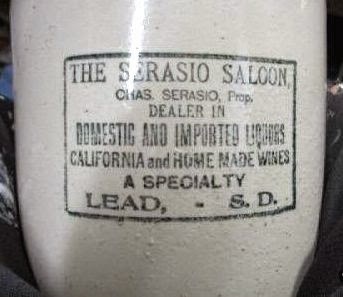 THE SERASIO SALOON,
CHAS. SERASIO, Prop.
DEALER IN
DOMESTIC AND IMPORTED LIQUORS
CALIFORNIA and HOME MADE WINES
A SPECIALTY
LEAD, - S. D.